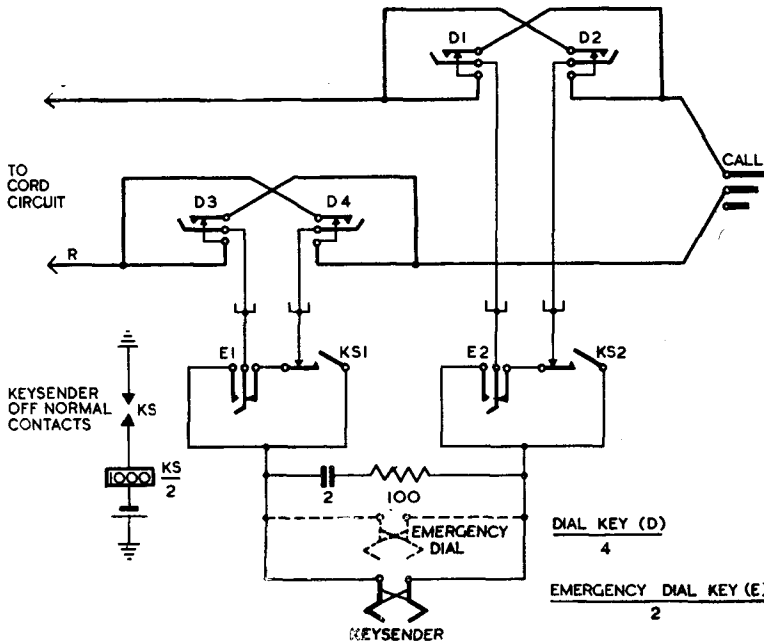 D1
D2
TO
CORD
CIRCUIT
CALL
D3
D4
R
E1
KS1
E2
KS2
KEYSENDER
OFF NORMAL
CONTACTS
KS
1000
KS
2
2
100
EMERGENCY
DIAL
DIAL KEY (D)
4
EMERGENCY DIAL KEY (E)
2
KEYSENDER